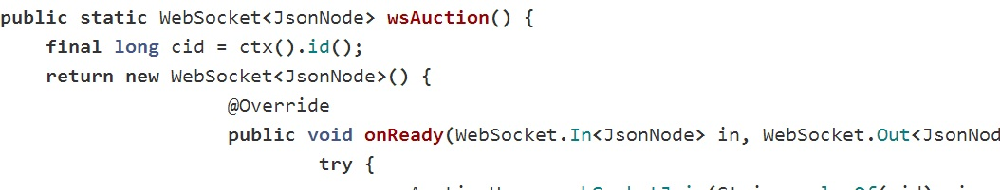 public static WebSocket<JsonNode> wsAuction() {
final long cid = ctx().id();
return new WebSocket<JsonNode>() {
@Override
public void onReady(WebSocket.In<JsonNode> in, WebSocket.Out<JsonNod
try {